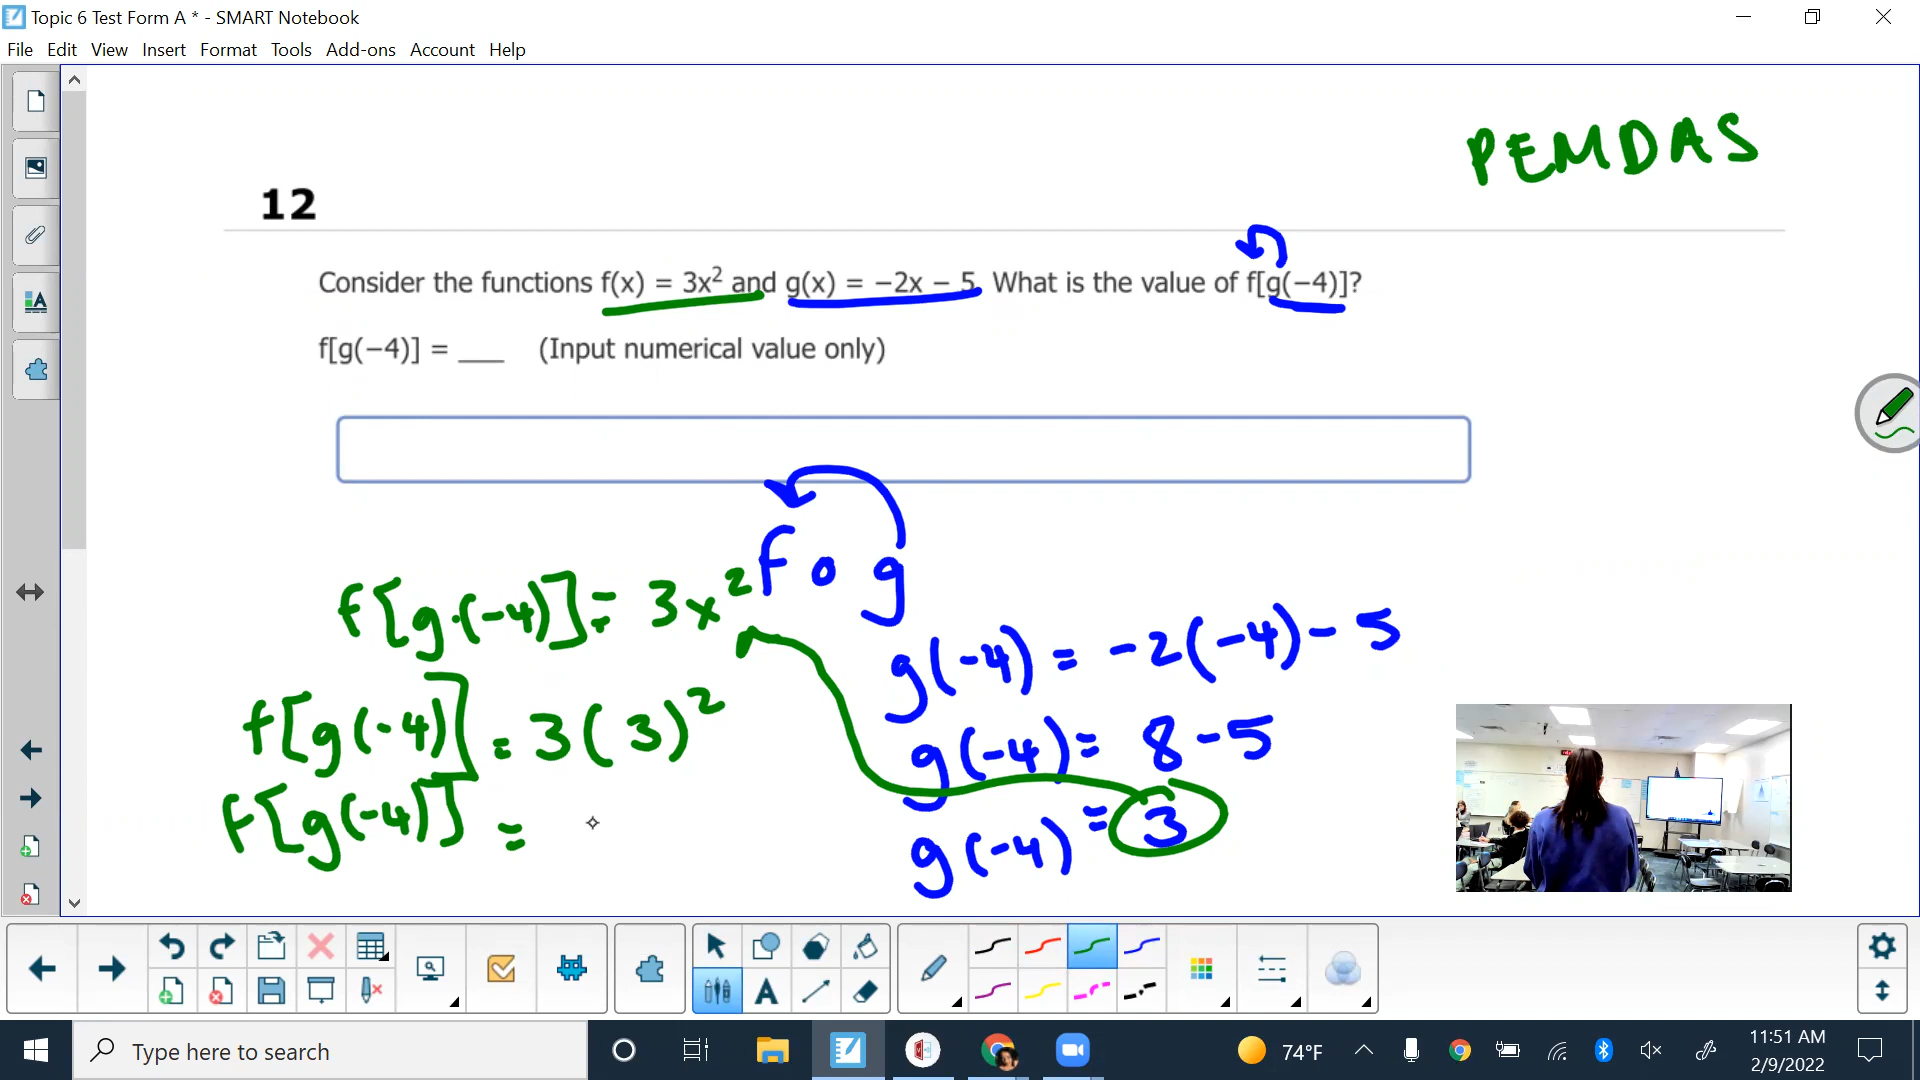 Topic 6 Test Form A * - SMART Notebook
File Edit View Insert Format Tools Add-ons Account Help
PEMDAS
12
Consider the functions f(x) = 3x² and g(x) = −2x − 5. What is the value of f[g(−4)]?
f[g(−4)] = ___ (Input numerical value only)
f o g
f[g(-4)] = 3x²
g(-4) = -2(-4) - 5
f[g(-4)] = 3(3)²
g(-4) = 8 - 5
f[g(-4)] =
g(-4) = 3
Type here to search
74°F
11:51 AM
2/9/2022